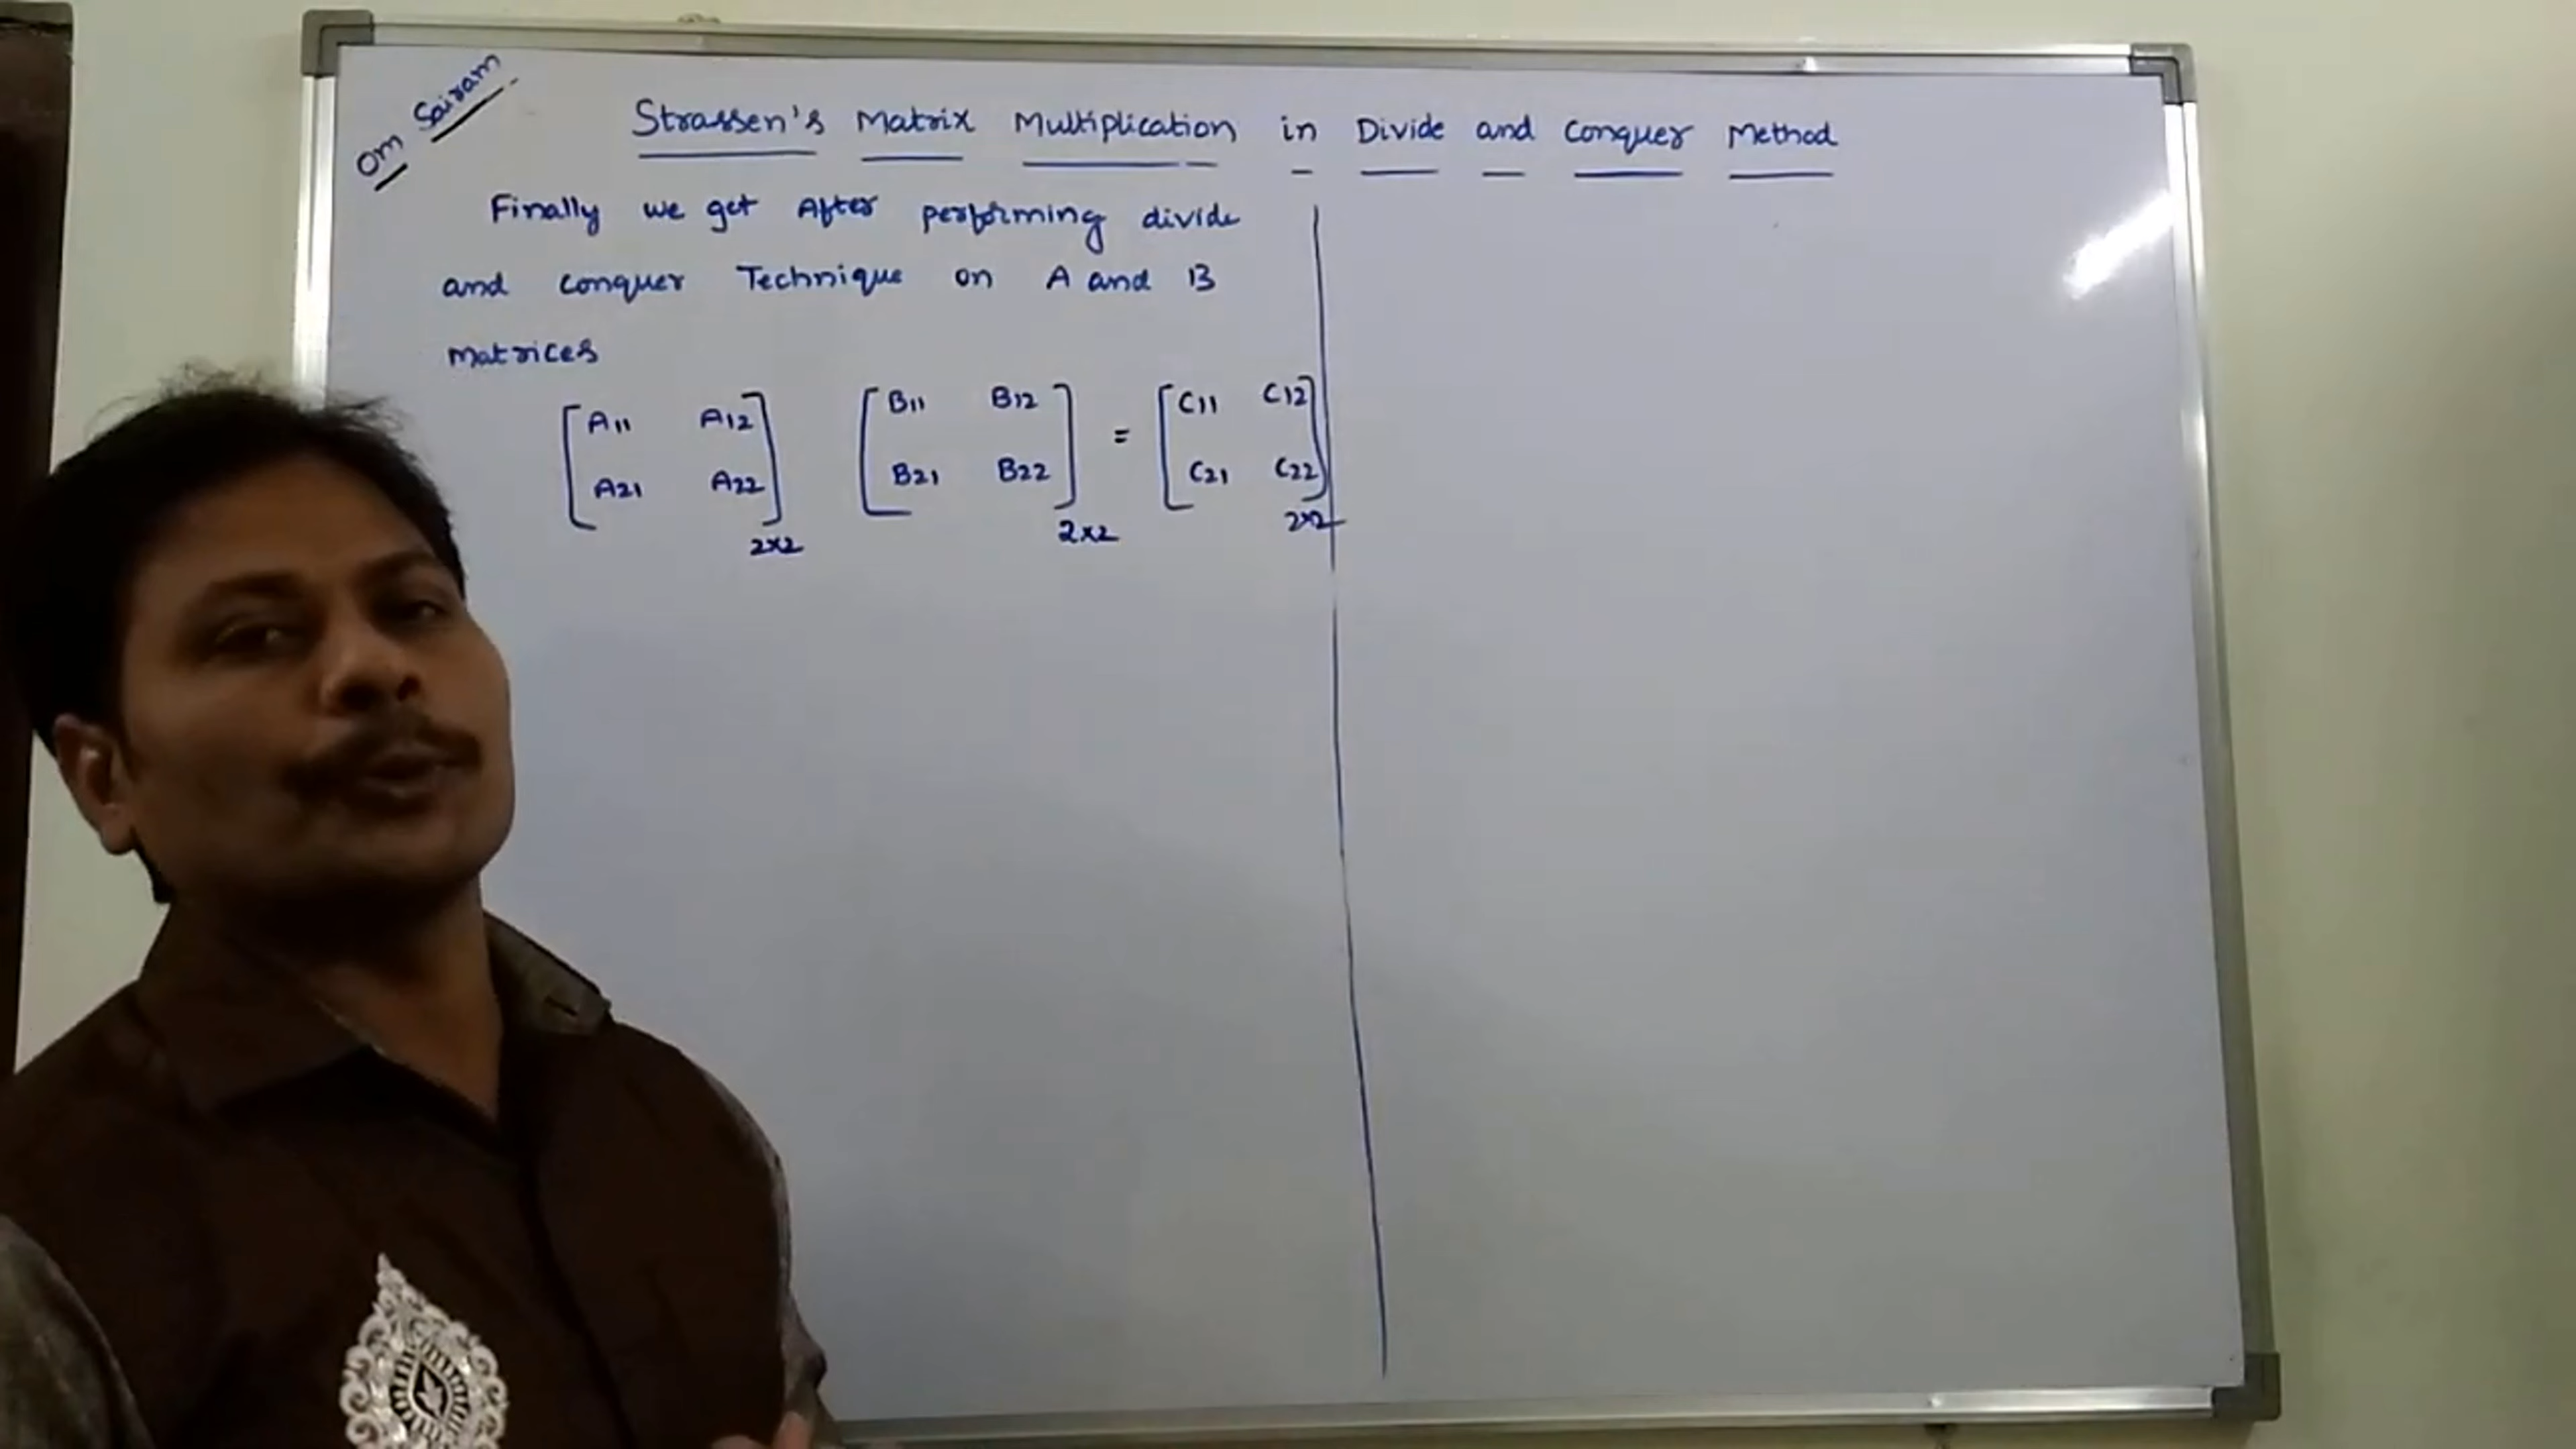 Om Sairam
Strassen's Matrix Multiplication in Divide and Conquer Method
Finally we get After performing divide
and conquer Technique on A and B
Matrices
[A11 A12] [B11 B12] = [C11 C12]
[A21 A22] [B21 B22] [C21 C22]
2x2 2x2 2x2